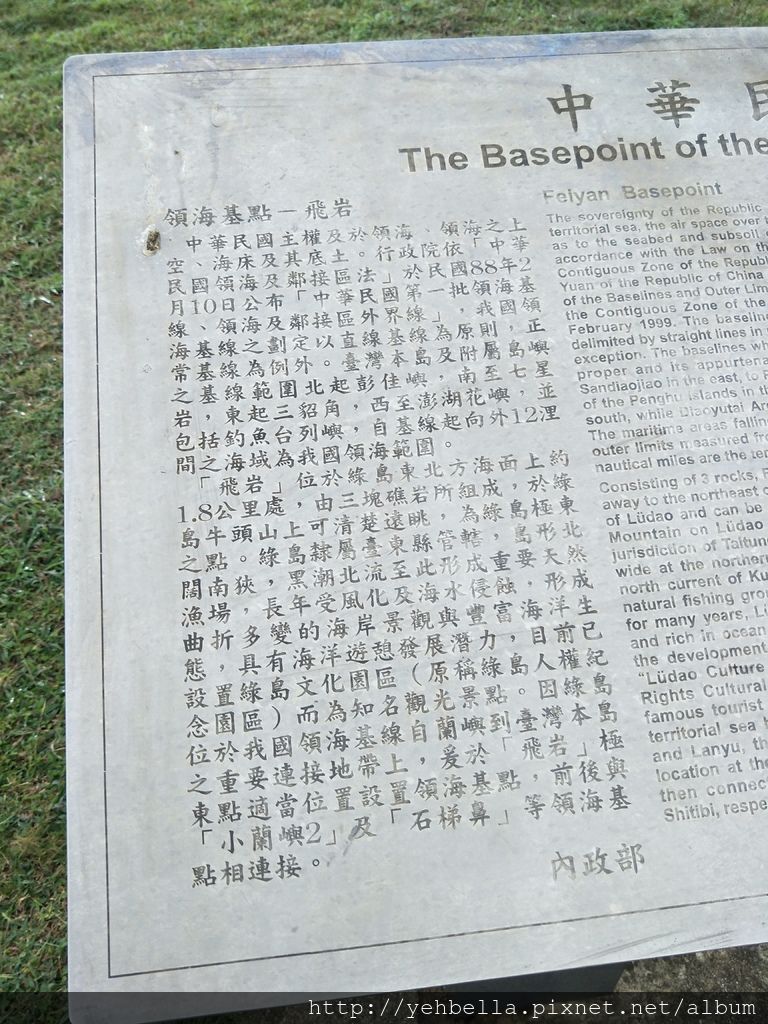 中華民
The Basepoint of the
領海基點－飛岩
中華民國主權及於領海、領海之上
空、海床及其底土。行政院依「中華
民國領海及鄰接區法」於民國88年2
月10日公布「中華民國第一批領海基
線、領海及鄰接區外界線」，我國領
海基線之劃定以直線基線為原則，正
常基線為例外。臺灣本島及附屬島嶼
之基線範圍北起彭佳嶼，南至七星
岩，東起三貂角，西至澎湖花嶼，並
包括釣魚台列嶼，自基線起向外12浬
間之海域為我國領海範圍。
「飛岩」位於綠島東北方海面上約
1.8公里處，由三塊礁岩所組成，於綠
島牛頭山上可清楚遠眺，為綠島極東
之點。綠島隸屬臺東縣管轄，島形北
闊南狹，黑潮北流至此形成重要天然
漁場，長年受風化及海水侵蝕，形成
曲折，多變的海岸景觀與豐富海洋生
態，具有海洋遊憩發展潛力，目前已
設置綠島文化園區（原稱綠島人權紀
念園區）而為知名觀光景點。因綠島
位於我國領海基線自蘭嶼到臺灣本島
之重要連接地帶上，爰於「飛岩」極
東點適當位置設置領海基點，前後與
「小蘭嶼2」及「石梯鼻」等領海基
點相連接。
內政部
Feiyan Basepoint
The sovereignty of the Republic
territorial sea, the air space over
as to the seabed and subsoil
accordance with the Law on th
Contiguous Zone of the Republ
Yuan of the Republic of China
of the Baselines and Outer Limi
the Contiguous Zone of the
February 1999. The baseline
delimited by straight lines in
exception. The baselines wh
proper and its appurtena
Sandiaojiao in the east, to P
of the Penghu Islands in th
south, while Diaoyutai Ar
The maritime areas falling
outer limits measured fro
nautical miles are the ter
Consisting of 3 rocks, F
away to the northeast o
of Lüdao and can be
Mountain on Lüdao
jurisdiction of Taitun
wide at the northern
north current of Ku
natural fishing grou
for many years, Li
and rich in ocean
the development
"Lüdao Culture
Rights Cultural
famous tourist
territorial sea b
and Lanyu, th
location at the
then connec
Shitibi, respe
http://yehbella.pixnet.net/album